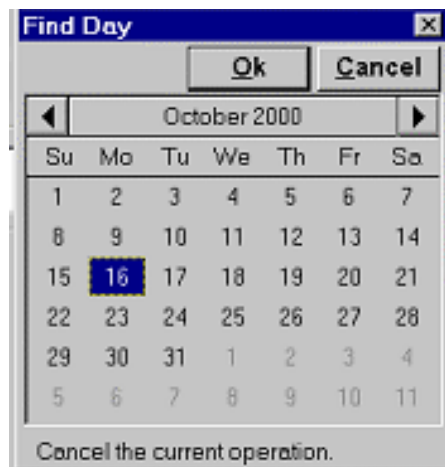 Find Day
Ok Cancel
October 2000
Su Mo Tu We Th Fr Sa
1 2 3 4 5 6 7
8 9 10 11 12 13 14
15 16 17 18 19 20 21
22 23 24 25 26 27 28
29 30 31 1 2 3 4
5 6 7 8 9 10 11
Cancel the current operation.